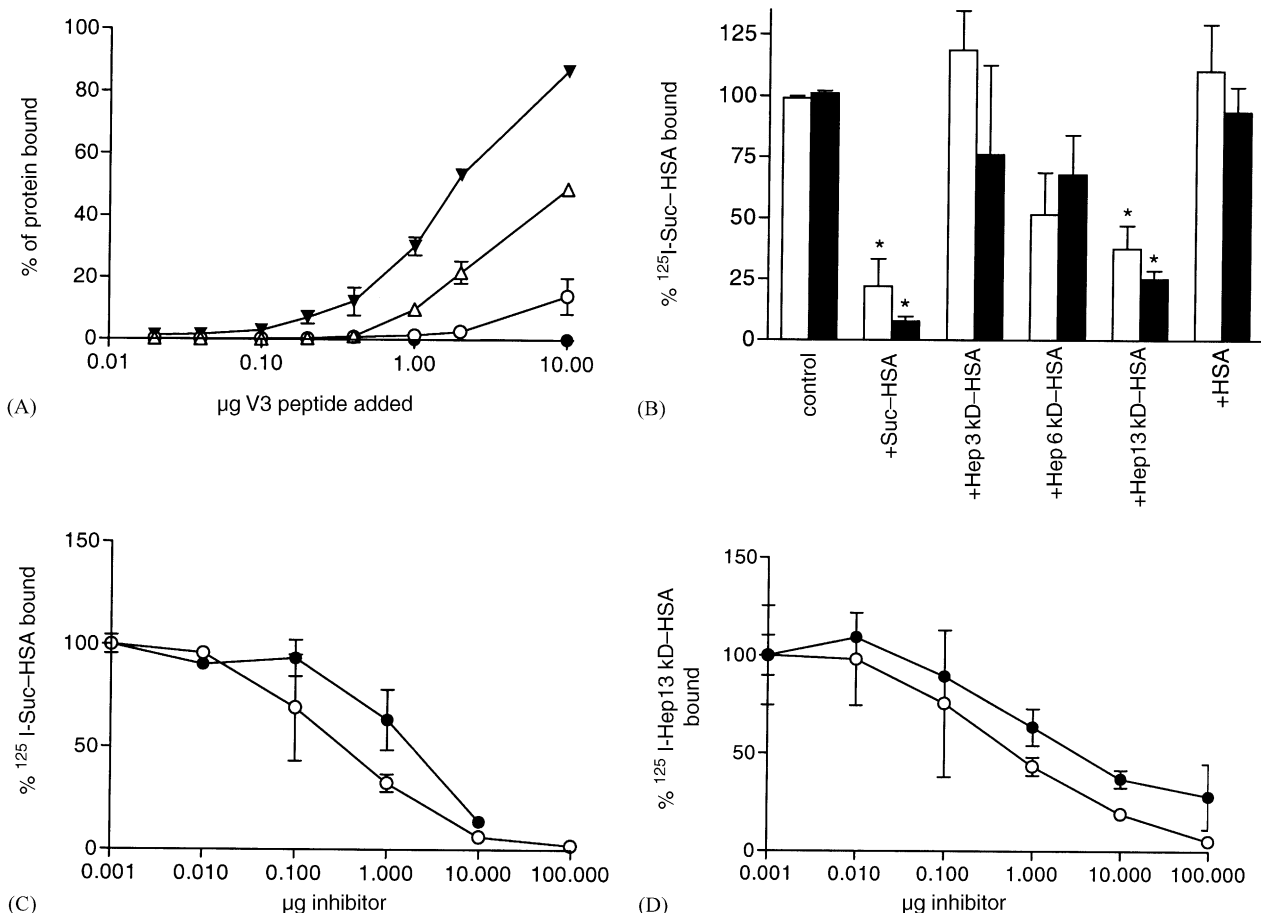 100
80
60
40
20
0
% of protein bound
0.01
0.10
1.00
10.00
µg V3 peptide added
(A)
125
100
75
50
25
0
% ¹²⁵I-Suc–HSA bound
*
*
*
*
control
+Suc–HSA
+Hep 3 kD–HSA
+Hep 6 kD–HSA
+Hep13 kD–HSA
+HSA
(B)
150
100
50
0
% ¹²⁵ I-Suc–HSA bound
0.001
0.010
0.100
1.000
10.000
100.000
µg inhibitor
(C)
150
100
50
0
% ¹²⁵ I-Hep13 kD–HSA
bound
0.001
0.010
0.100
1.000
10.000
100.000
µg inhibitor
(D)